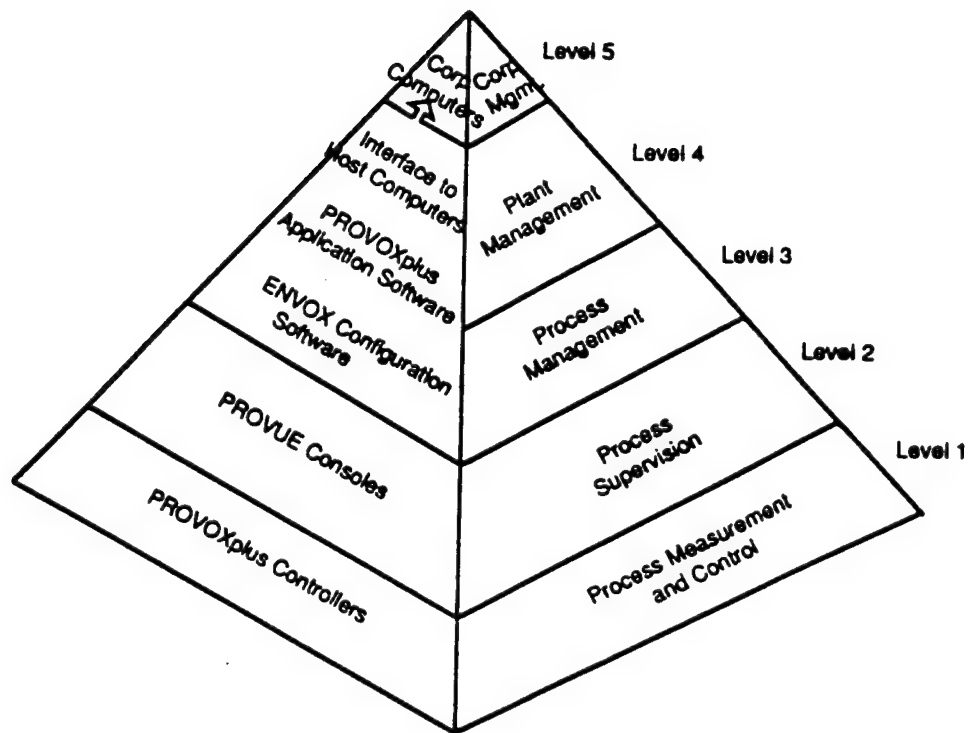 Level 5
Corp
Computers
Corp
Mgmt.
Level 4
Interface to
Host Computers
Plant
Management
PROVOXplus
Application Software
Level 3
ENVOX Configuration
Software
Process
Management
Level 2
PROVUE Consoles
Process
Supervision
Level 1
PROVOXplus Controllers
Process Measurement
and Control